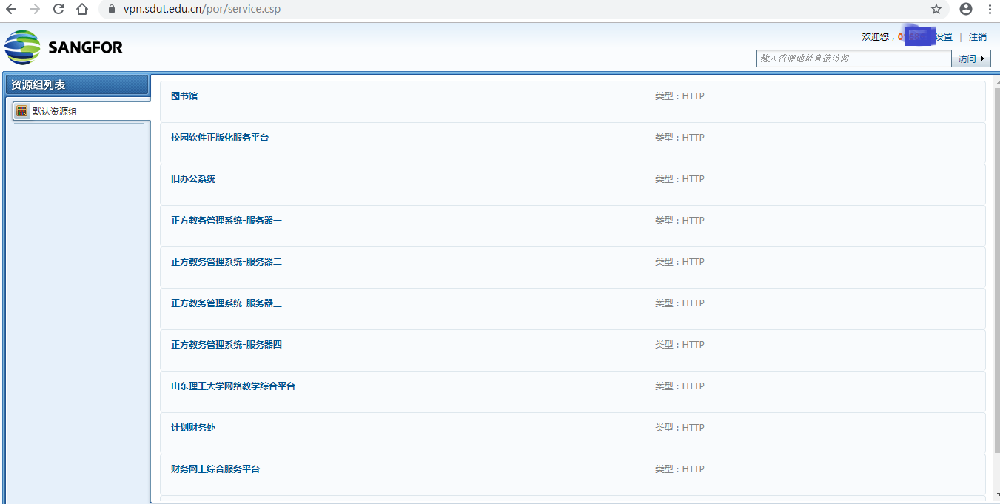 vpn.sdut.edu.cn/por/service.csp
SANGFOR
欢迎您，0 设置 | 注销
输入资源地址直接访问 访问
资源组列表
默认资源组
图书馆 类型：HTTP
校园软件正版化服务平台 类型：HTTP
旧办公系统 类型：HTTP
正方教务管理系统-服务器一 类型：HTTP
正方教务管理系统-服务器二 类型：HTTP
正方教务管理系统-服务器三 类型：HTTP
正方教务管理系统-服务器四 类型：HTTP
山东理工大学网络教学综合平台 类型：HTTP
计划财务处 类型：HTTP
财务网上综合服务平台 类型：HTTP